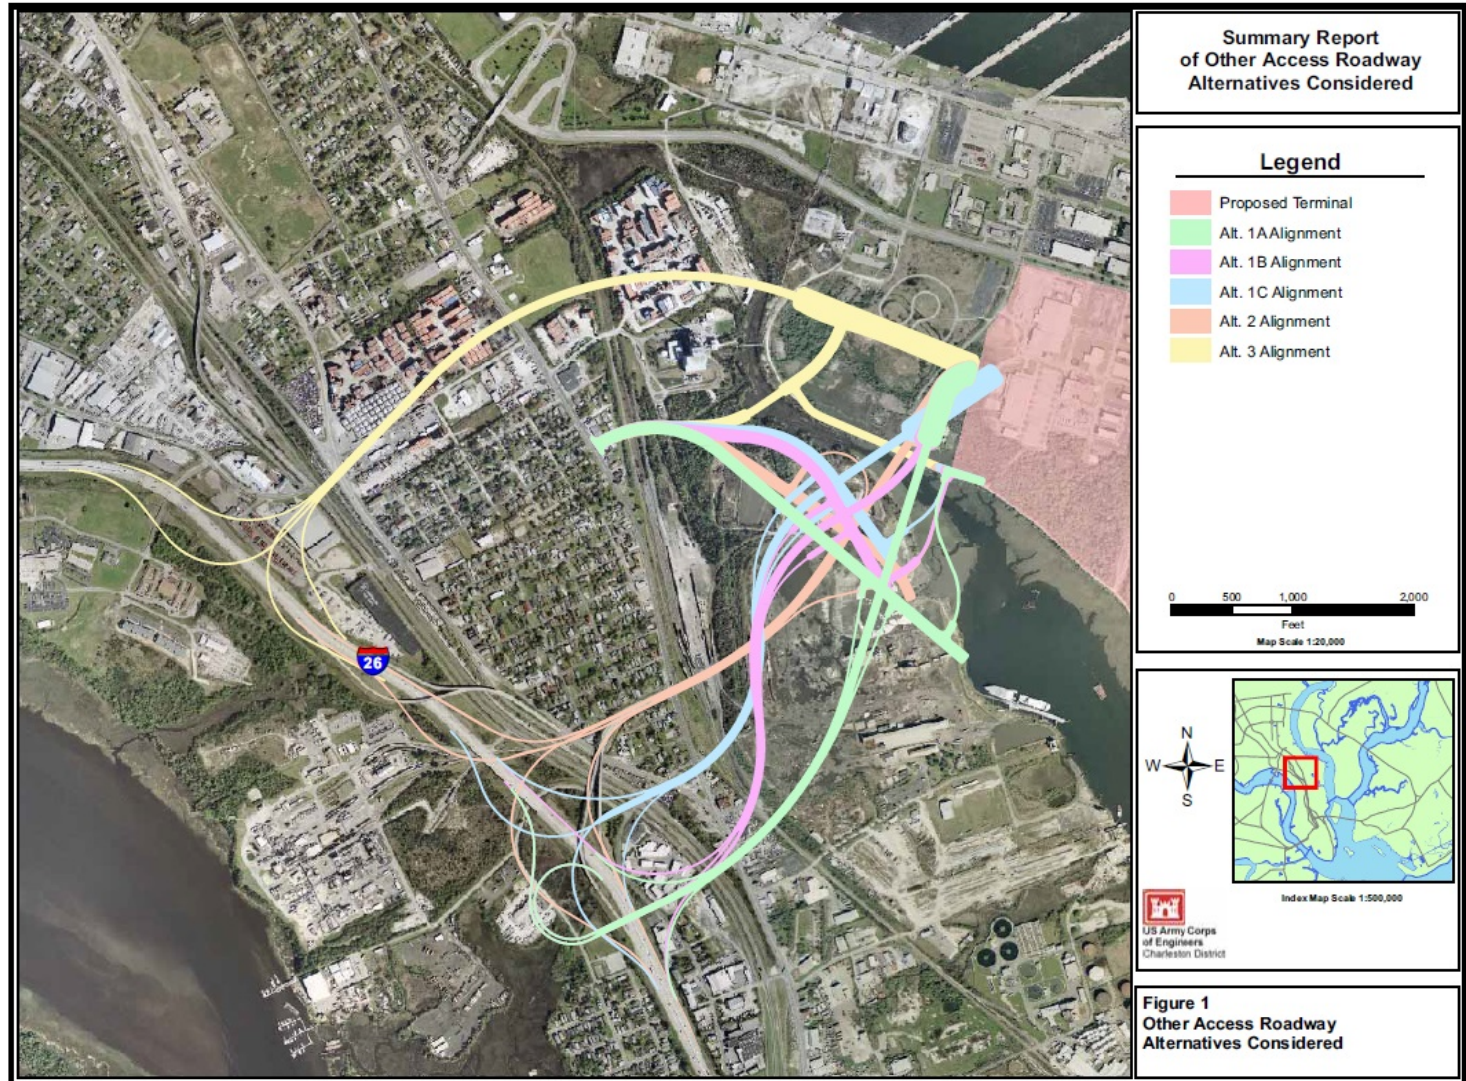 Summary Report
of Other Access Roadway
Alternatives Considered
Legend
Proposed Terminal
Alt. 1A Alignment
Alt. 1B Alignment
Alt. 1C Alignment
Alt. 2 Alignment
Alt. 3 Alignment
0 500 1,000 2,000
Feet
Map Scale 1:20,000
26
N
W E
S
Index Map Scale 1:500,000
US Army Corps
of Engineers
Charleston District
Figure 1
Other Access Roadway
Alternatives Considered